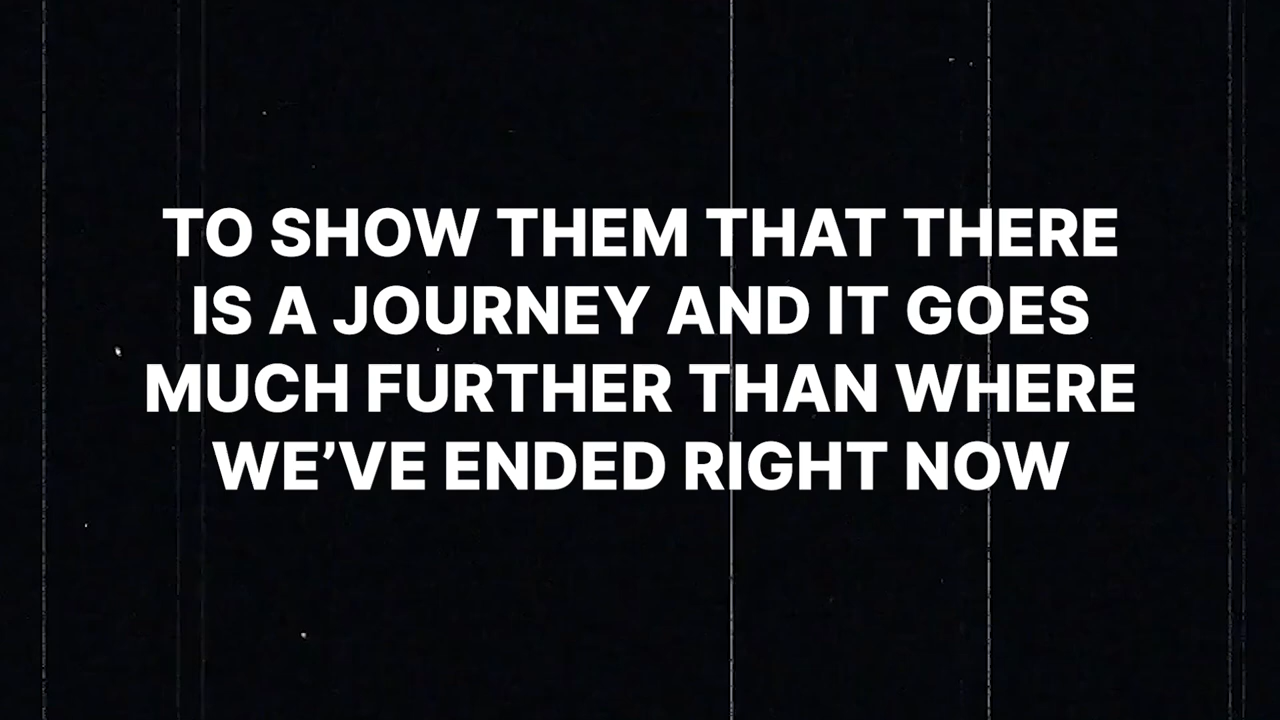 TO SHOW THEM THAT THERE
IS A JOURNEY AND IT GOES
MUCH FURTHER THAN WHERE
WE’VE ENDED RIGHT NOW